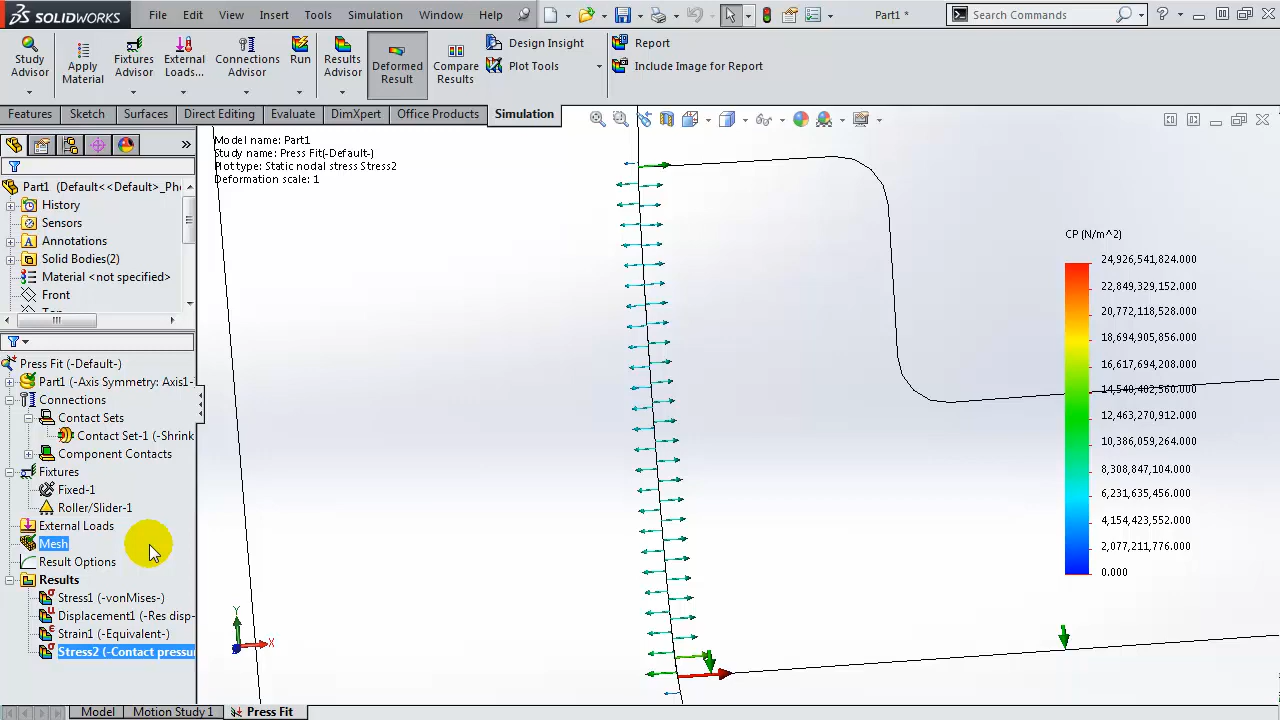 SOLIDWORKS
File Edit View Insert Tools Simulation Window Help
Part1 *
Search Commands
Study Advisor
Apply Material
Fixtures Advisor
External Loads...
Connections Advisor
Run
Results Advisor
Deformed Result
Compare Results
Design Insight
Plot Tools
Report
Include Image for Report
Features Sketch Surfaces Direct Editing Evaluate DimXpert Office Products Simulation
Model name: Part1
Study name: Press Fit(-Default-)
Plot type: Static nodal stress Stress2
Deformation scale: 1
Part1 (Default<<Default>_Pho
History
Sensors
Annotations
Solid Bodies(2)
Material <not specified>
Front
Press Fit (-Default-)
Part1 (-Axis Symmetry: Axis1-
Connections
Contact Sets
Contact Set-1 (-Shrink
Component Contacts
Fixtures
Fixed-1
Roller/Slider-1
External Loads
Mesh
Result Options
Results
Stress1 (-vonMises-)
Displacement1 (-Res disp-
Strain1 (-Equivalent-)
Stress2 (-Contact pressu
Y
X
CP (N/m^2)
24,926,541,824.000
22,849,329,152.000
20,772,118,528.000
18,694,905,856.000
16,617,694,208.000
14,540,482,560.000
12,463,270,912.000
10,386,059,264.000
8,308,847,104.000
6,231,635,456.000
4,154,423,552.000
2,077,211,776.000
0.000
Model Motion Study 1 Press Fit